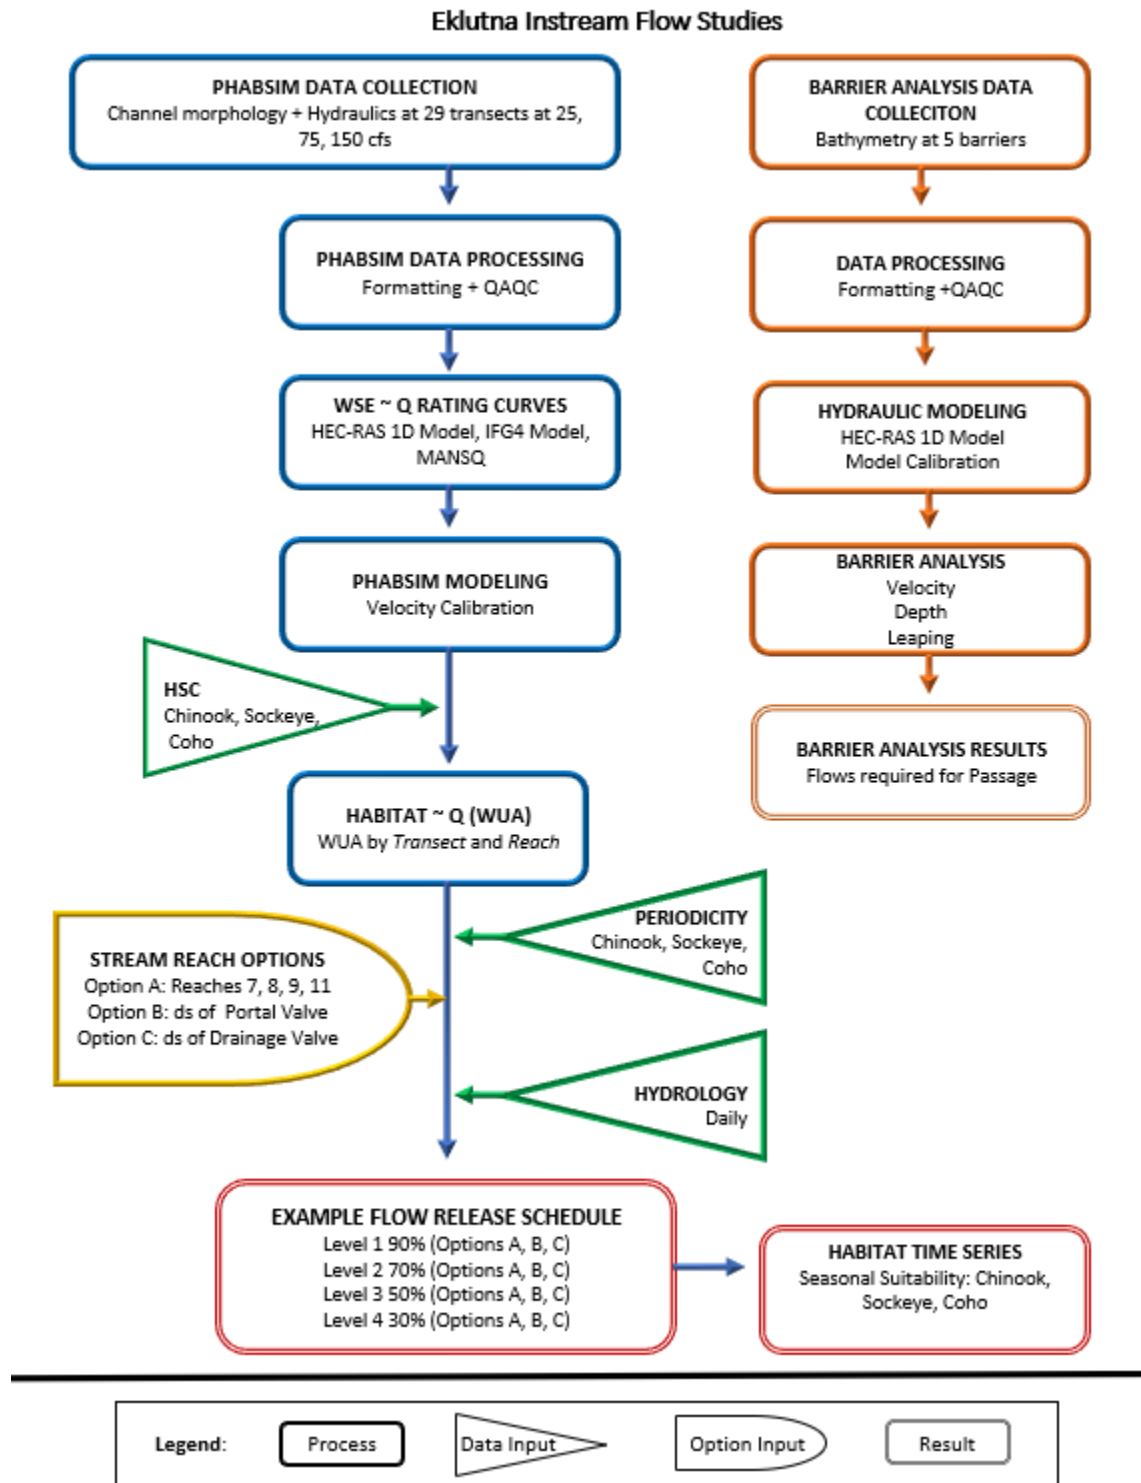 Eklutna Instream Flow Studies
PHABSIM DATA COLLECTION
Channel morphology + Hydraulics at 29 transects at 25,
75, 150 cfs
PHABSIM DATA PROCESSING
Formatting + QAQC
WSE ~ Q RATING CURVES
HEC-RAS 1D Model, IFG4 Model,
MANSQ
PHABSIM MODELING
Velocity Calibration
HSC
Chinook, Sockeye,
Coho
HABITAT ~ Q (WUA)
WUA by Transect and Reach
PERIODICITY
Chinook, Sockeye,
Coho
STREAM REACH OPTIONS
Option A: Reaches 7, 8, 9, 11
Option B: ds of Portal Valve
Option C: ds of Drainage Valve
HYDROLOGY
Daily
EXAMPLE FLOW RELEASE SCHEDULE
Level 1 90% (Options A, B, C)
Level 2 70% (Options A, B, C)
Level 3 50% (Options A, B, C)
Level 4 30% (Options A, B, C)
HABITAT TIME SERIES
Seasonal Suitability: Chinook,
Sockeye, Coho
BARRIER ANALYSIS DATA
COLLECITON
Bathymetry at 5 barriers
DATA PROCESSING
Formatting +QAQC
HYDRAULIC MODELING
HEC-RAS 1D Model
Model Calibration
BARRIER ANALYSIS
Velocity
Depth
Leaping
BARRIER ANALYSIS RESULTS
Flows required for Passage
Legend:
Process
Data Input
Option Input
Result